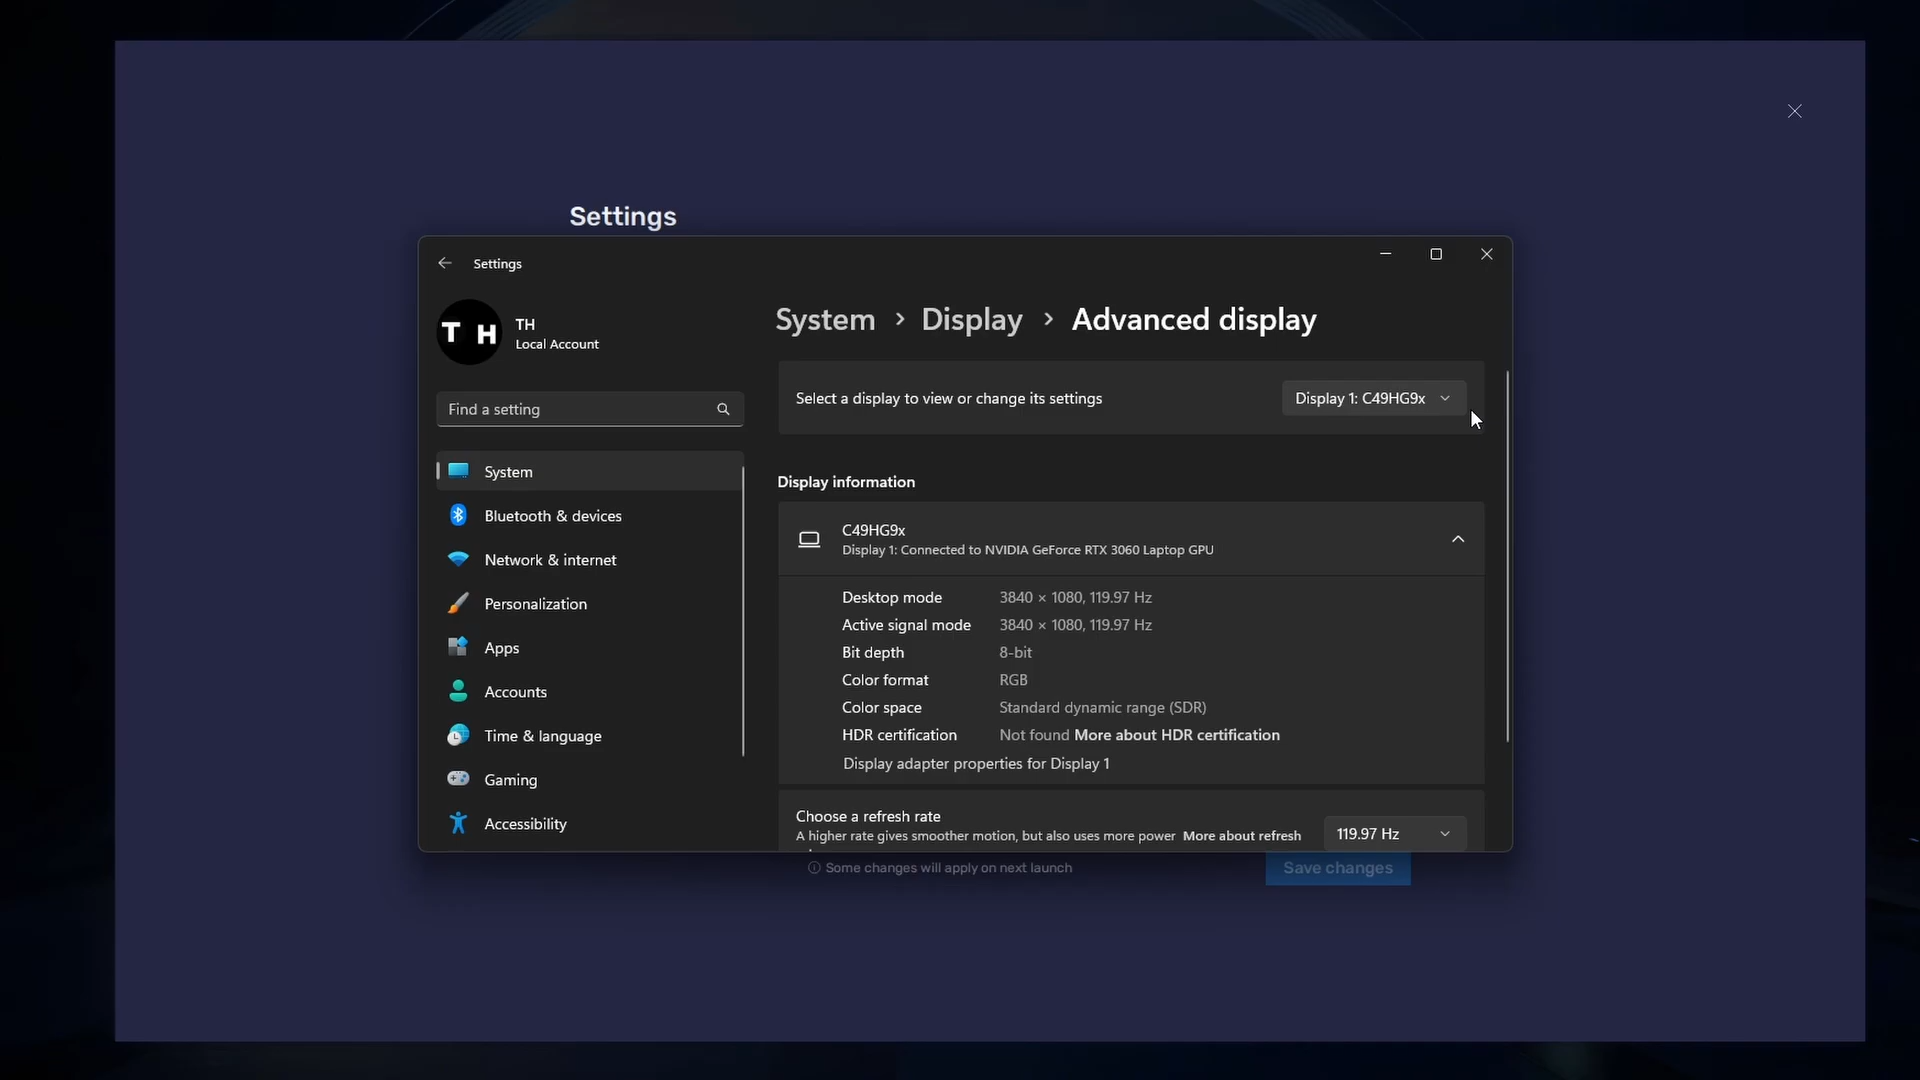 Settings
Settings
T H
TH
Local Account
Find a setting
System
Bluetooth & devices
Network & internet
Personalization
Apps
Accounts
Time & language
Gaming
Accessibility
System > Display > Advanced display
Select a display to view or change its settings
Display 1: C49HG9x
Display information
C49HG9x
Display 1: Connected to NVIDIA GeForce RTX 3060 Laptop GPU
Desktop mode 3840 × 1080, 119.97 Hz
Active signal mode 3840 × 1080, 119.97 Hz
Bit depth 8-bit
Color format RGB
Color space Standard dynamic range (SDR)
HDR certification Not found More about HDR certification
Display adapter properties for Display 1
Choose a refresh rate
A higher rate gives smoother motion, but also uses more power More about refresh
119.97 Hz
Some changes will apply on next launch
Save changes